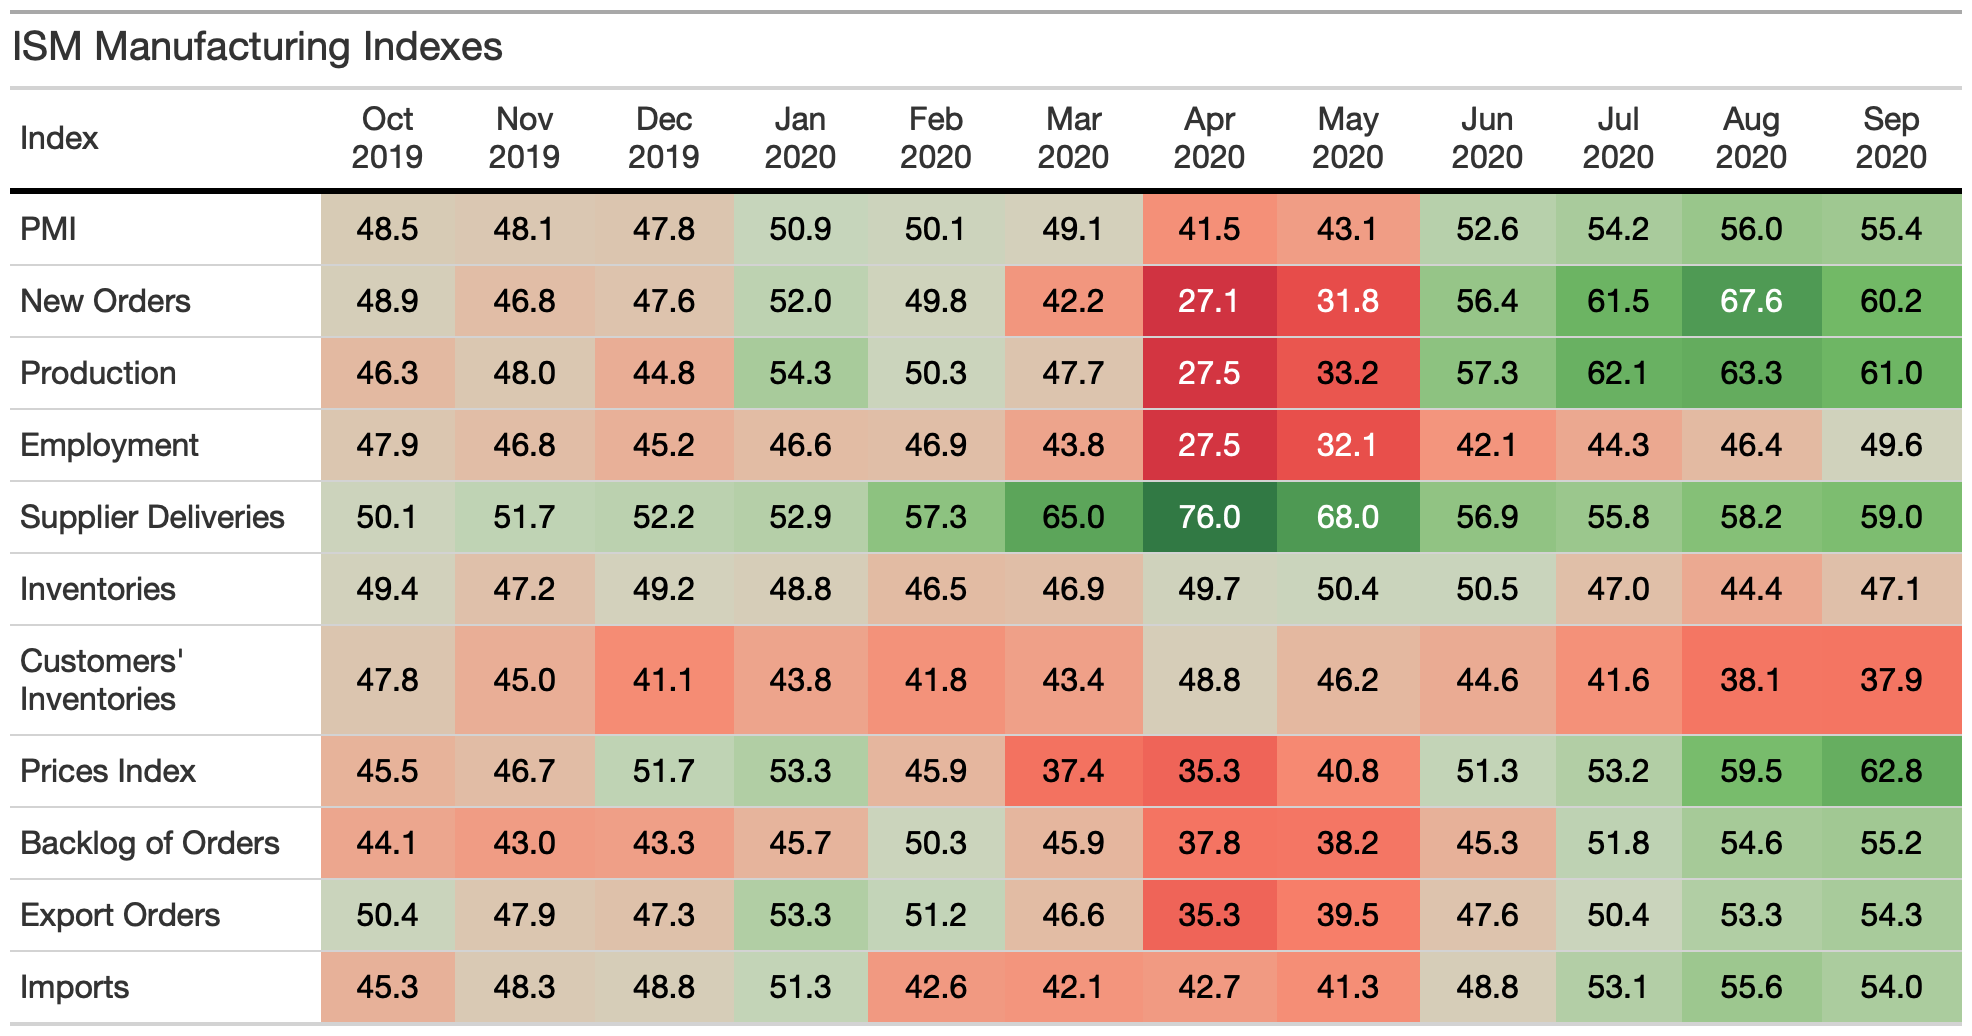 ISM Manufacturing Indexes
Index Oct 2019 Nov 2019 Dec 2019 Jan 2020 Feb 2020 Mar 2020 Apr 2020 May 2020 Jun 2020 Jul 2020 Aug 2020 Sep 2020
PMI 48.5 48.1 47.8 50.9 50.1 49.1 41.5 43.1 52.6 54.2 56.0 55.4
New Orders 48.9 46.8 47.6 52.0 49.8 42.2 27.1 31.8 56.4 61.5 67.6 60.2
Production 46.3 48.0 44.8 54.3 50.3 47.7 27.5 33.2 57.3 62.1 63.3 61.0
Employment 47.9 46.8 45.2 46.6 46.9 43.8 27.5 32.1 42.1 44.3 46.4 49.6
Supplier Deliveries 50.1 51.7 52.2 52.9 57.3 65.0 76.0 68.0 56.9 55.8 58.2 59.0
Inventories 49.4 47.2 49.2 48.8 46.5 46.9 49.7 50.4 50.5 47.0 44.4 47.1
Customers' Inventories 47.8 45.0 41.1 43.8 41.8 43.4 48.8 46.2 44.6 41.6 38.1 37.9
Prices Index 45.5 46.7 51.7 53.3 45.9 37.4 35.3 40.8 51.3 53.2 59.5 62.8
Backlog of Orders 44.1 43.0 43.3 45.7 50.3 45.9 37.8 38.2 45.3 51.8 54.6 55.2
Export Orders 50.4 47.9 47.3 53.3 51.2 46.6 35.3 39.5 47.6 50.4 53.3 54.3
Imports 45.3 48.3 48.8 51.3 42.6 42.1 42.7 41.3 48.8 53.1 55.6 54.0